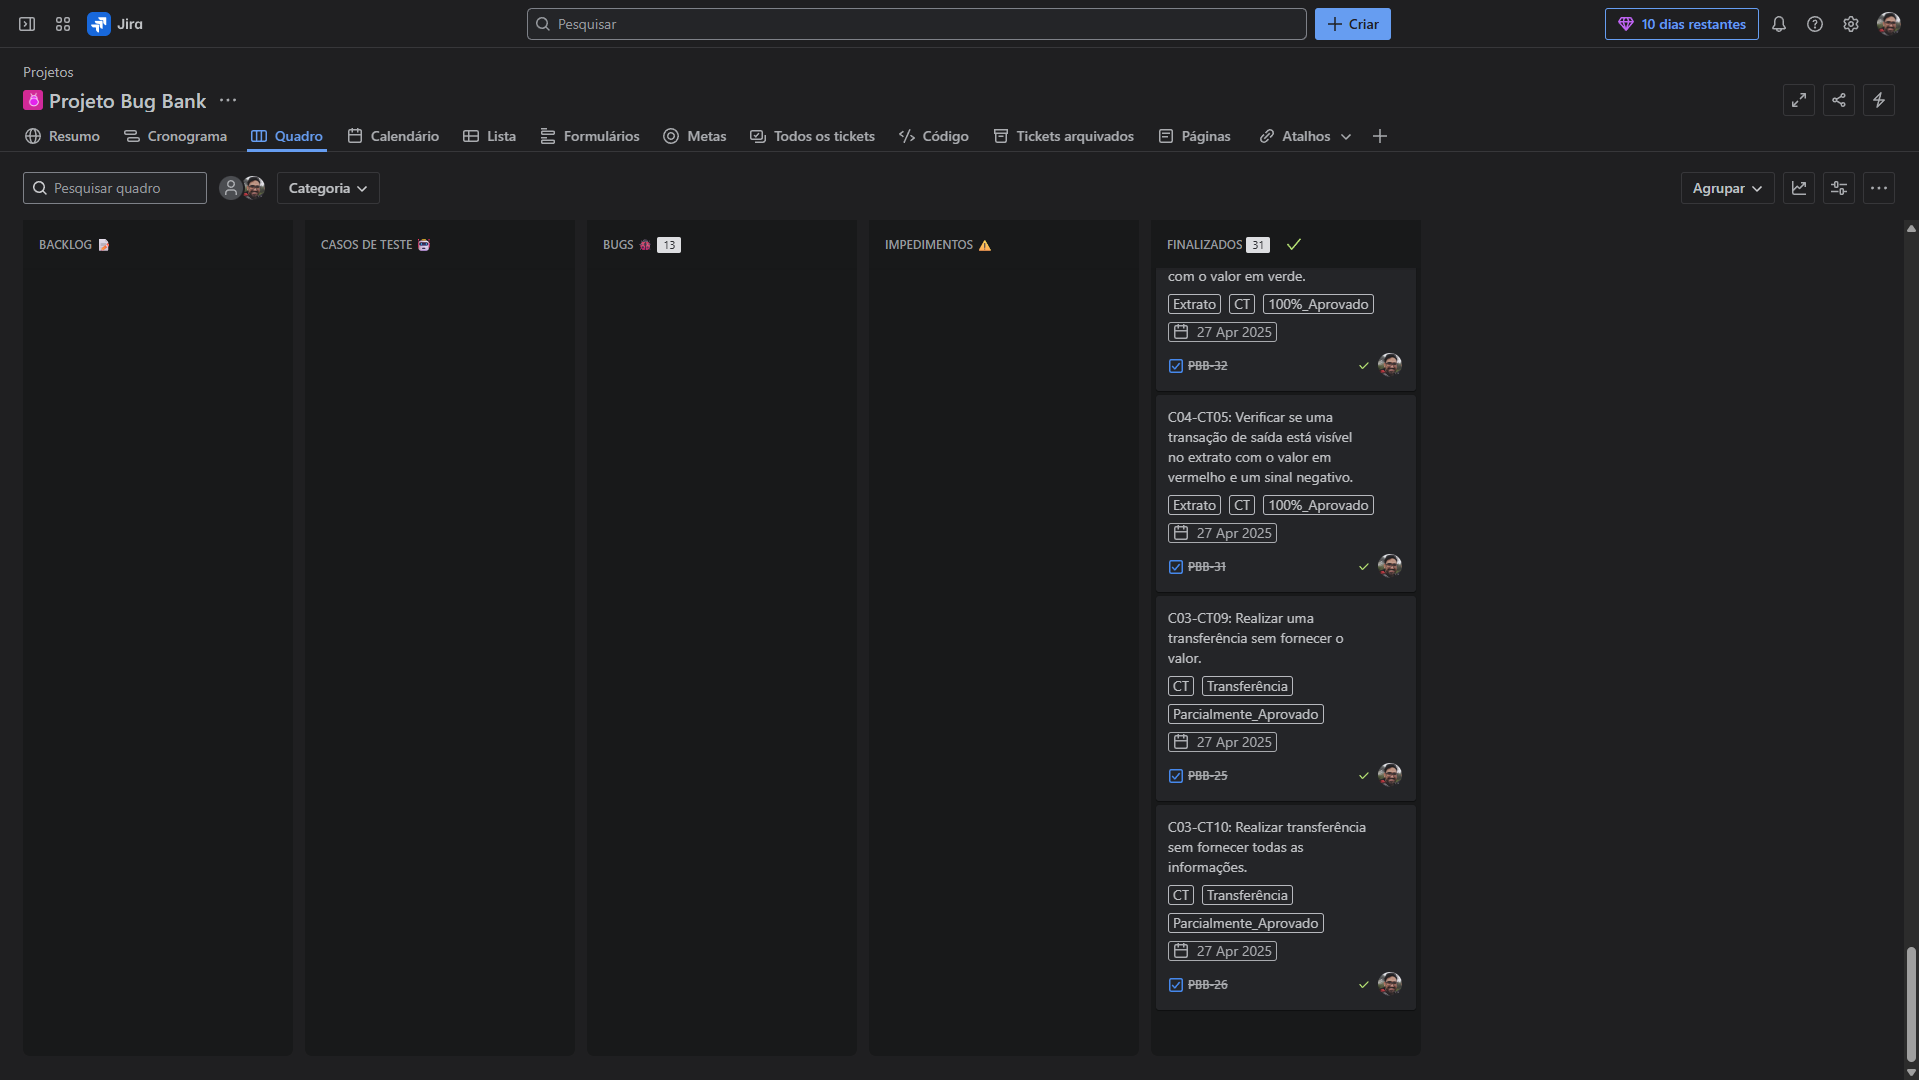 Jira
Pesquisar
Criar
10 dias restantes
Projetos
Projeto Bug Bank
Resumo
Cronograma
Quadro
Calendário
Lista
Formulários
Metas
Todos os tickets
Código
Tickets arquivados
Páginas
Atalhos
Pesquisar quadro
Categoria
Agrupar
BACKLOG
CASOS DE TESTE
BUGS 13
IMPEDIMENTOS
FINALIZADOS 31
com o valor em verde.
Extrato CT 100%_Aprovado
27 Apr 2025
PBB-32
C04-CT05: Verificar se uma
transação de saída está visível
no extrato com o valor em
vermelho e um sinal negativo.
Extrato CT 100%_Aprovado
27 Apr 2025
PBB-31
C03-CT09: Realizar uma
transferência sem fornecer o
valor.
CT Transferência
Parcialmente_Aprovado
27 Apr 2025
PBB-25
C03-CT10: Realizar transferência
sem fornecer todas as
informações.
CT Transferência
Parcialmente_Aprovado
27 Apr 2025
PBB-26